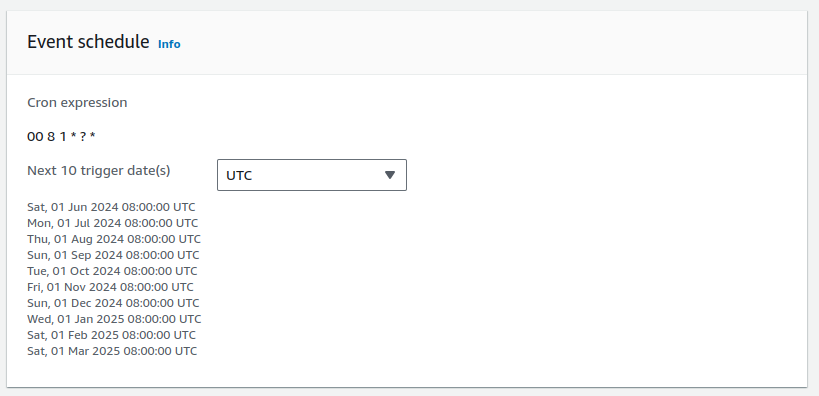 Event schedule Info
Cron expression
00 8 1 * ? *
Next 10 trigger date(s) UTC
Sat, 01 Jun 2024 08:00:00 UTC
Mon, 01 Jul 2024 08:00:00 UTC
Thu, 01 Aug 2024 08:00:00 UTC
Sun, 01 Sep 2024 08:00:00 UTC
Tue, 01 Oct 2024 08:00:00 UTC
Fri, 01 Nov 2024 08:00:00 UTC
Sun, 01 Dec 2024 08:00:00 UTC
Wed, 01 Jan 2025 08:00:00 UTC
Sat, 01 Feb 2025 08:00:00 UTC
Sat, 01 Mar 2025 08:00:00 UTC